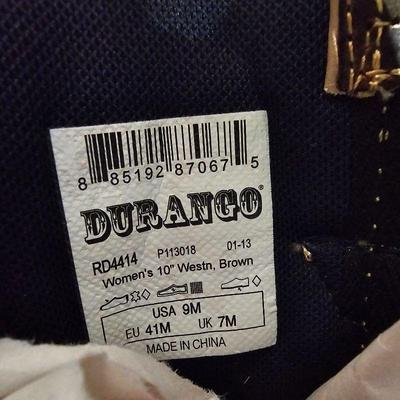 8 85192 87067 5
DURANGO®
RD4414 P113018 01-13
Women's 10" Westn, Brown
USA 9M
EU 41M UK 7M
MADE IN CHINA